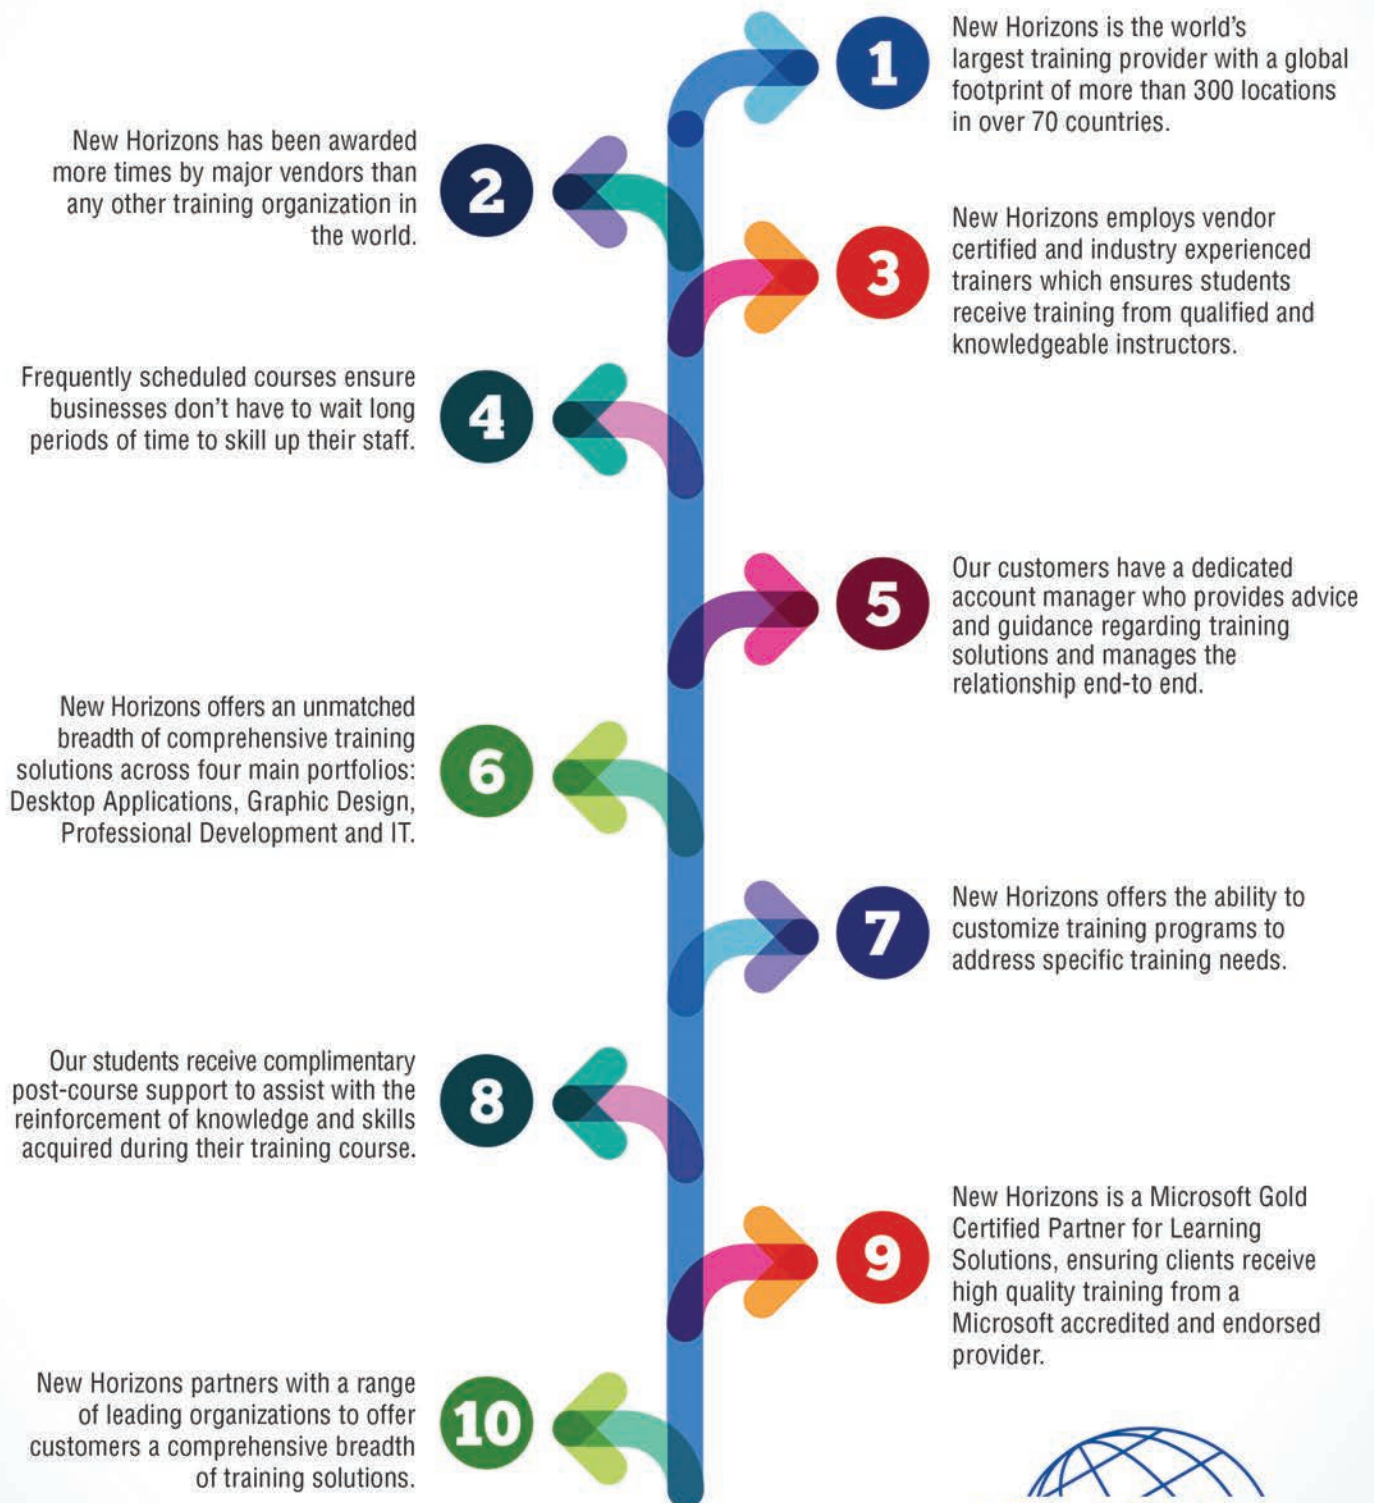 1
New Horizons is the world's
largest training provider with a global
footprint of more than 300 locations
in over 70 countries.
New Horizons has been awarded
more times by major vendors than
any other training organization in
the world.
2
3
New Horizons employs vendor
certified and industry experienced
trainers which ensures students
receive training from qualified and
knowledgeable instructors.
Frequently scheduled courses ensure
businesses don't have to wait long
periods of time to skill up their staff.
4
5
Our customers have a dedicated
account manager who provides advice
and guidance regarding training
solutions and manages the
relationship end-to end.
New Horizons offers an unmatched
breadth of comprehensive training
solutions across four main portfolios:
Desktop Applications, Graphic Design,
Professional Development and IT.
6
7
New Horizons offers the ability to
customize training programs to
address specific training needs.
Our students receive complimentary
post-course support to assist with the
reinforcement of knowledge and skills
acquired during their training course.
8
9
New Horizons is a Microsoft Gold
Certified Partner for Learning
Solutions, ensuring clients receive
high quality training from a
Microsoft accredited and endorsed
provider.
New Horizons partners with a range
of leading organizations to offer
customers a comprehensive breadth
of training solutions.
10